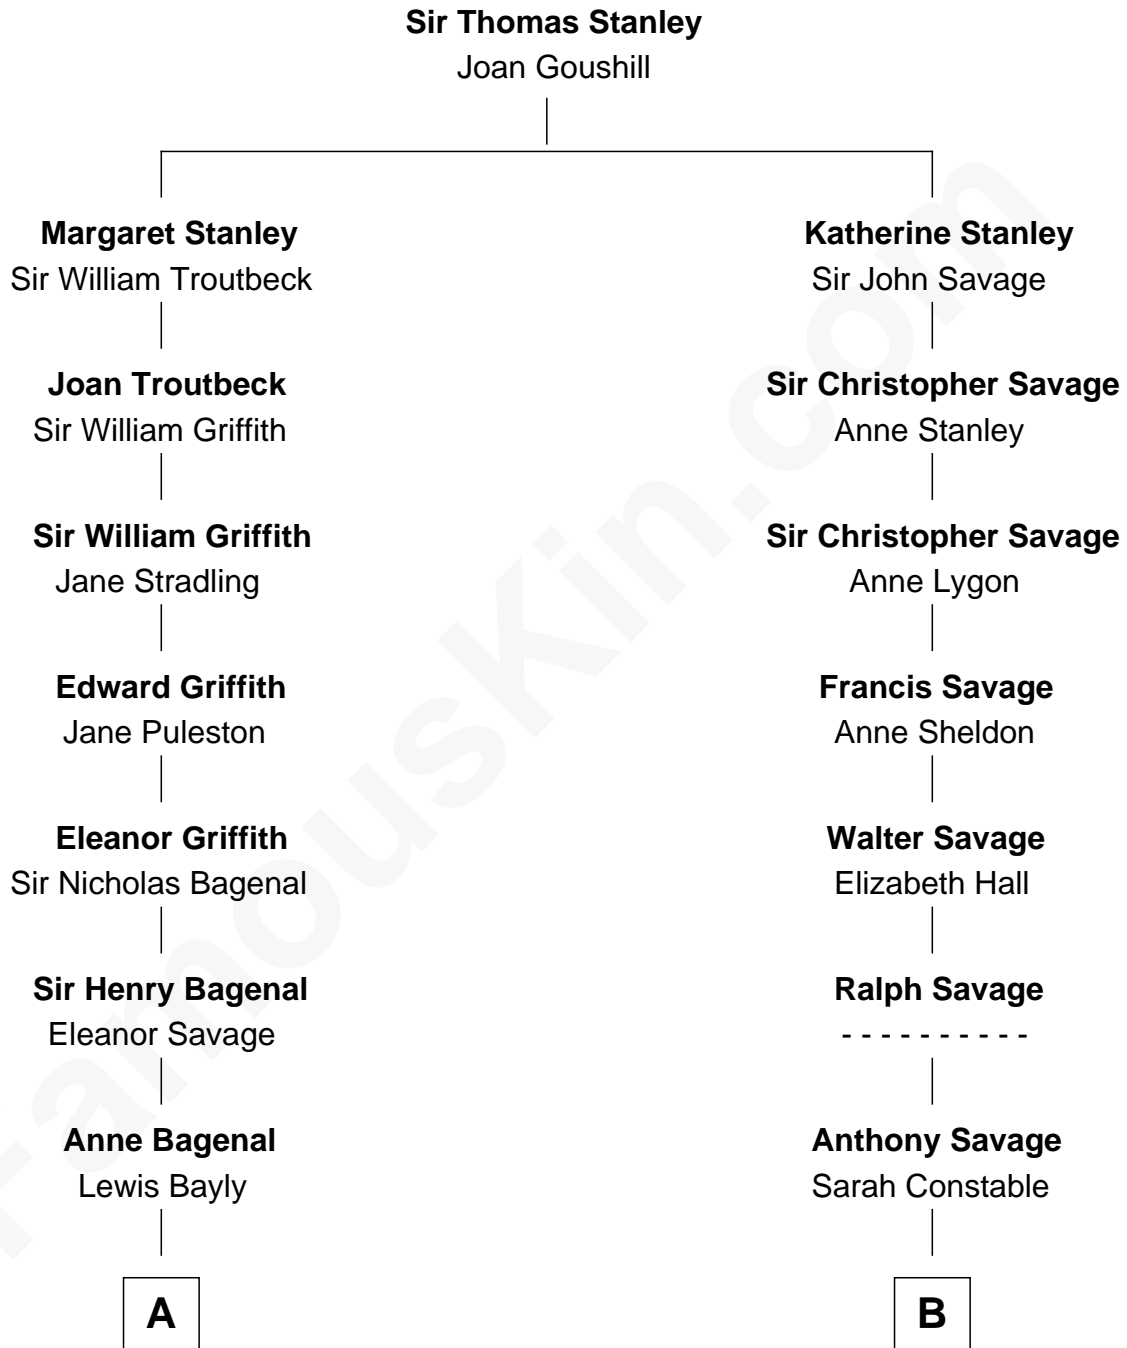 Sir Thomas Stanley
Joan Goushill
Margaret Stanley
Sir William Troutbeck
Katherine Stanley
Sir John Savage
Joan Troutbeck
Sir William Griffith
Sir Christopher Savage
Anne Stanley
Sir William Griffith
Jane Stradling
Sir Christopher Savage
Anne Lygon
Edward Griffith
Jane Puleston
Francis Savage
Anne Sheldon
Eleanor Griffith
Sir Nicholas Bagenal
Walter Savage
Elizabeth Hall
Sir Henry Bagenal
Eleanor Savage
Ralph Savage
- - - - - - - - - -
Anne Bagenal
Lewis Bayly
Anthony Savage
Sarah Constable
A
B
FamousKin.com